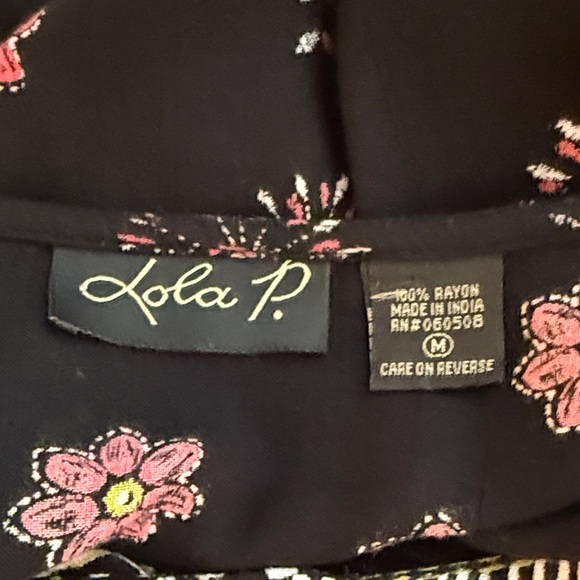 Lola P.
100% RAYON
MADE IN INDIA
RN#060508
M
CARE ON REVERSE